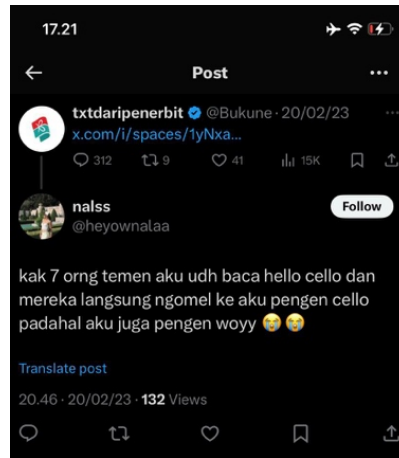 17.21
Post
txtdaripenerbit @Bukune · 20/02/23
x.com/i/spaces/1yNxa...
312 9 41 15K
nalss
Follow
@heyownalaa
kak 7 orng temen aku udh baca hello cello dan
mereka langsung ngomel ke aku pengen cello
padahal aku juga pengen woyy 😭😭
Translate post
20.46 · 20/02/23 · 132 Views